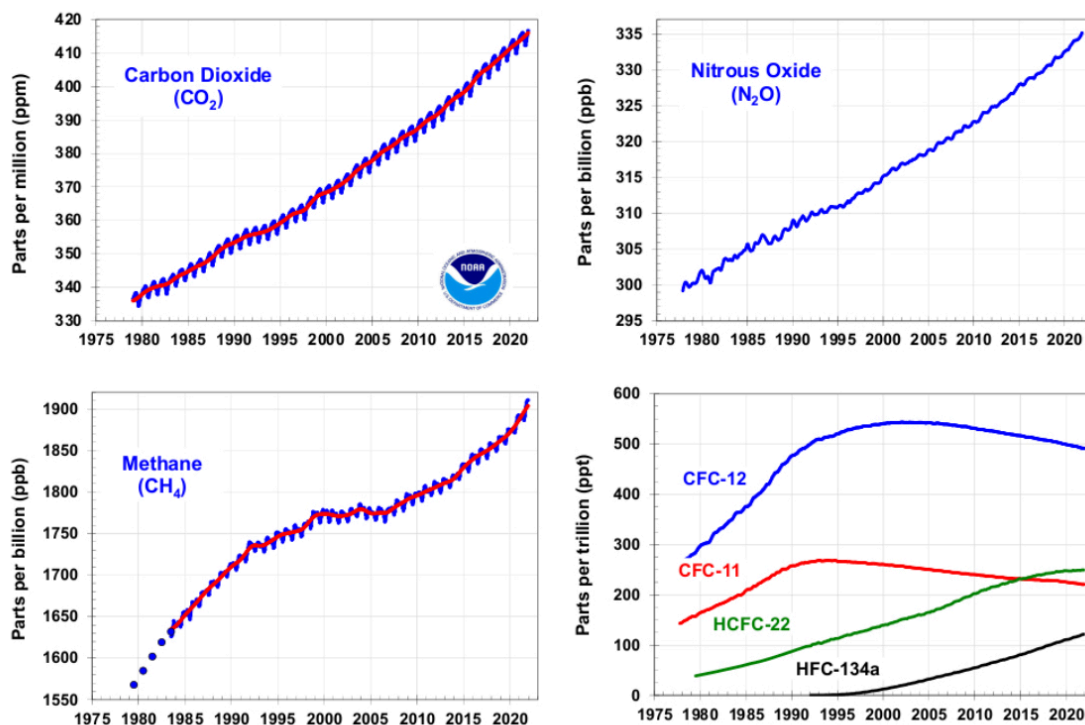 420
410
400
390
380
370
360
350
340
330
Parts per million (ppm)
Carbon Dioxide
(CO₂)
NOAA
1975 1980 1985 1990 1995 2000 2005 2010 2015 2020
335
330
325
320
315
310
305
300
295
Parts per billion (ppb)
Nitrous Oxide
(N₂O)
1975 1980 1985 1990 1995 2000 2005 2010 2015 2020
1900
1850
1800
1750
1700
1650
1600
1550
Parts per billion (ppb)
Methane
(CH₄)
1975 1980 1985 1990 1995 2000 2005 2010 2015 2020
600
500
400
300
200
100
0
Parts per trillion (ppt)
CFC-12
CFC-11
HCFC-22
HFC-134a
1975 1980 1985 1990 1995 2000 2005 2010 2015 2020